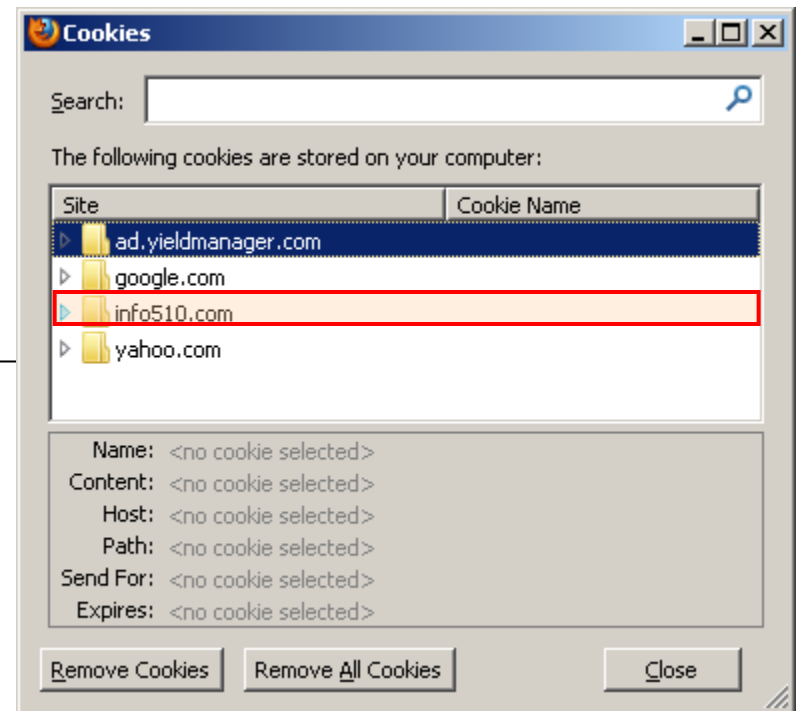 Cookies
Search:
The following cookies are stored on your computer:
Site Cookie Name
ad.yieldmanager.com
google.com
info510.com
yahoo.com
Name: <no cookie selected>
Content: <no cookie selected>
Host: <no cookie selected>
Path: <no cookie selected>
Send For: <no cookie selected>
Expires: <no cookie selected>
Remove Cookies Remove All Cookies Close